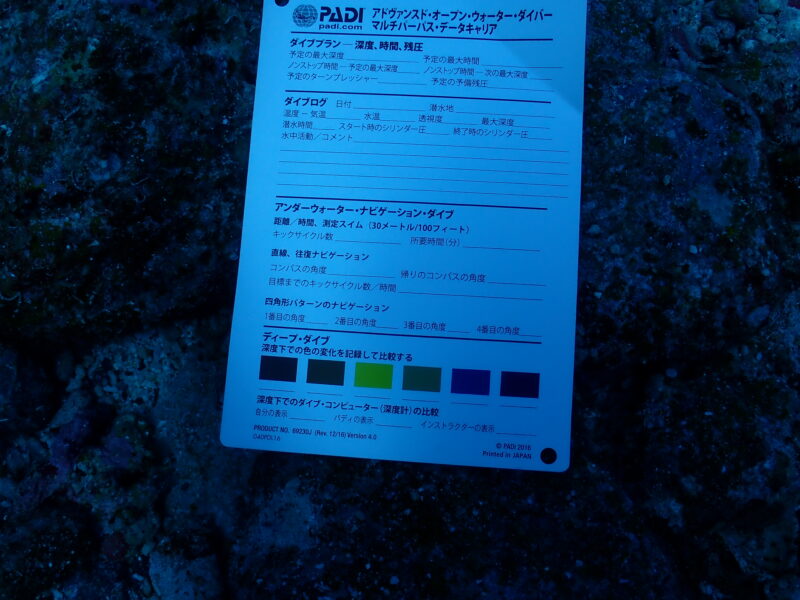 PADI
padi.com
アドヴァンスド・オープン・ウォーター・ダイバー
マルチパーパス・データキャリア
ダイブプラン ― 深度、時間、残圧
予定の最大深度 予定の最大時間
ノンストップ時間 ― 予定の最大深度 ノンストップ時間 ― 次の最大深度
予定のターンプレッシャー 予定の予備残圧
ダイブログ 日付 潜水地
温度 ― 気温 水温 透視度 最大深度
潜水時間 スタート時のシリンダー圧 終了時のシリンダー圧
水中活動／コメント
アンダーウォーター・ナビゲーション・ダイブ
距離／時間、測定スイム（30メートル/100フィート）
キックサイクル数 所要時間（分）
直線、往復ナビゲーション
コンパスの角度 帰りのコンパスの角度
目標までのキックサイクル数／時間
四角形パターンのナビゲーション
1番目の角度 2番目の角度 3番目の角度 4番目の角度
ディープ・ダイブ
深度下での色の変化を記録して比較する
深度下でのダイブ・コンピューター（深度計）の比較
自分の表示 バディの表示 インストラクターの表示
PRODUCT NO. 69230J (Rev. 12/16) Version 4.0
040POL16
© PADI 2016
Printed in JAPAN